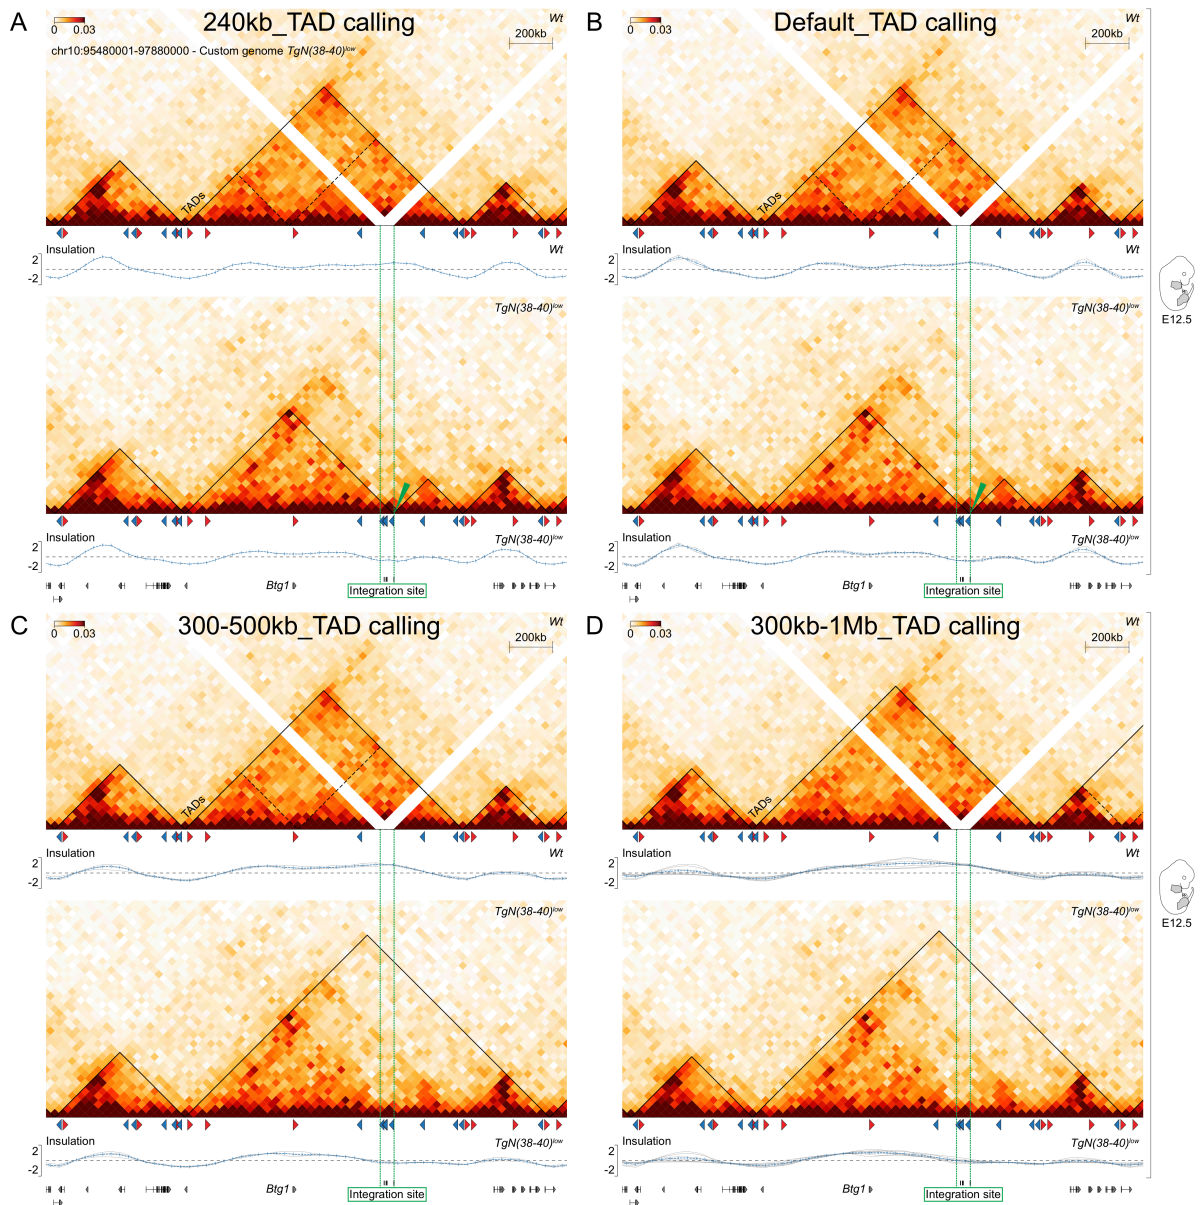 A
240kb_TAD calling
Wt
0 0.03
200kb
chr10:95480001-97880000 - Custom genome TgN(38-40)low
TADs
Insulation
Wt
2
-2
TgN(38-40)low
Insulation
TgN(38-40)low
2
-2
Btg1
Integration site
B
Default_TAD calling
Wt
0 0.03
200kb
TADs
Insulation
Wt
2
-2
TgN(38-40)low
Insulation
TgN(38-40)low
2
-2
Btg1
Integration site
E12.5
C
300-500kb_TAD calling
Wt
0 0.03
200kb
TADs
Insulation
Wt
2
-2
TgN(38-40)low
Insulation
TgN(38-40)low
2
-2
Btg1
Integration site
D
300kb-1Mb_TAD calling
Wt
0 0.03
200kb
TADs
Insulation
Wt
2
-2
TgN(38-40)low
Insulation
TgN(38-40)low
2
-2
Btg1
Integration site
E12.5